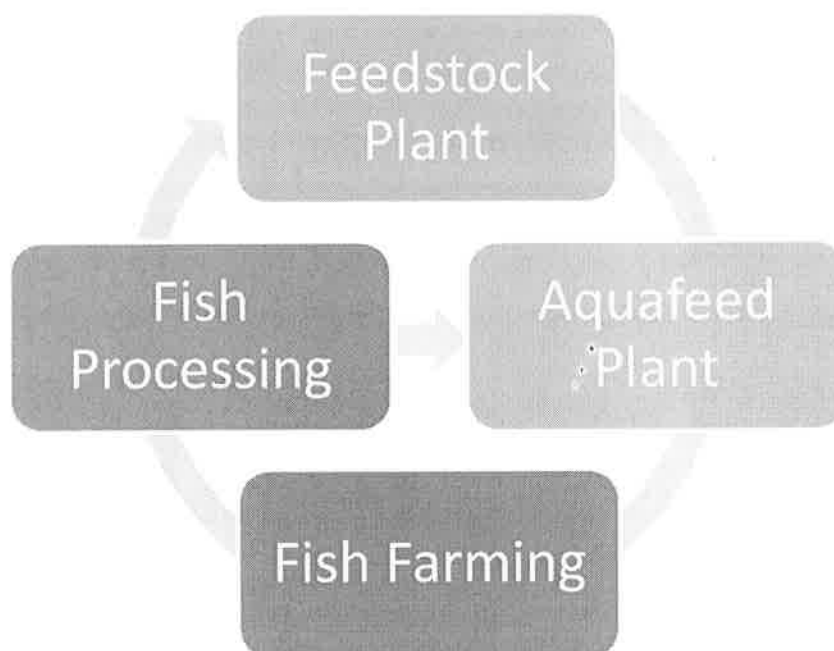 Feedstock
Plant
Fish
Processing
Aquafeed
Plant
Fish Farming